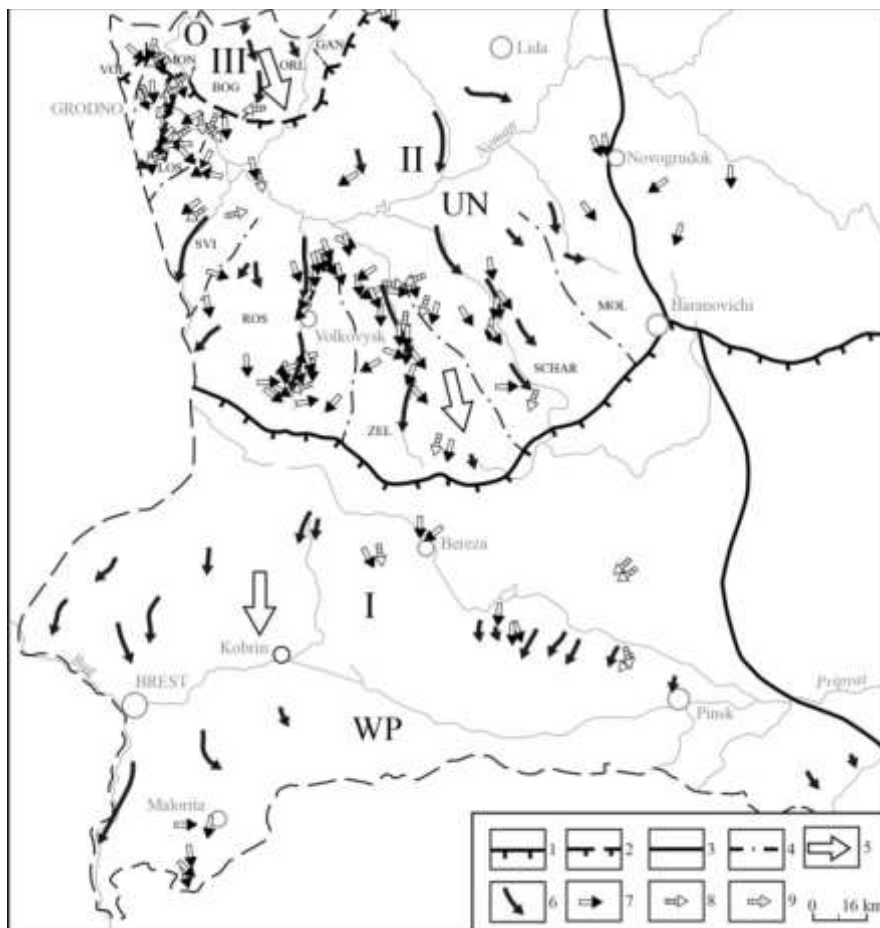 O
GAN
III
Lida
MON
ORL
VOL
BOG
GRODNO
II
Neman
Novogrudok
LOS
UN
SVI
MOL
Baranovichi
ROS
Volkovysk
SCHAR
ZEL
Bereza
I
Kobrin
Bug
BREST
Pripyat
Pinsk
WP
Malorita
1 2 3 4 5
6 7 8 9 0 16 km